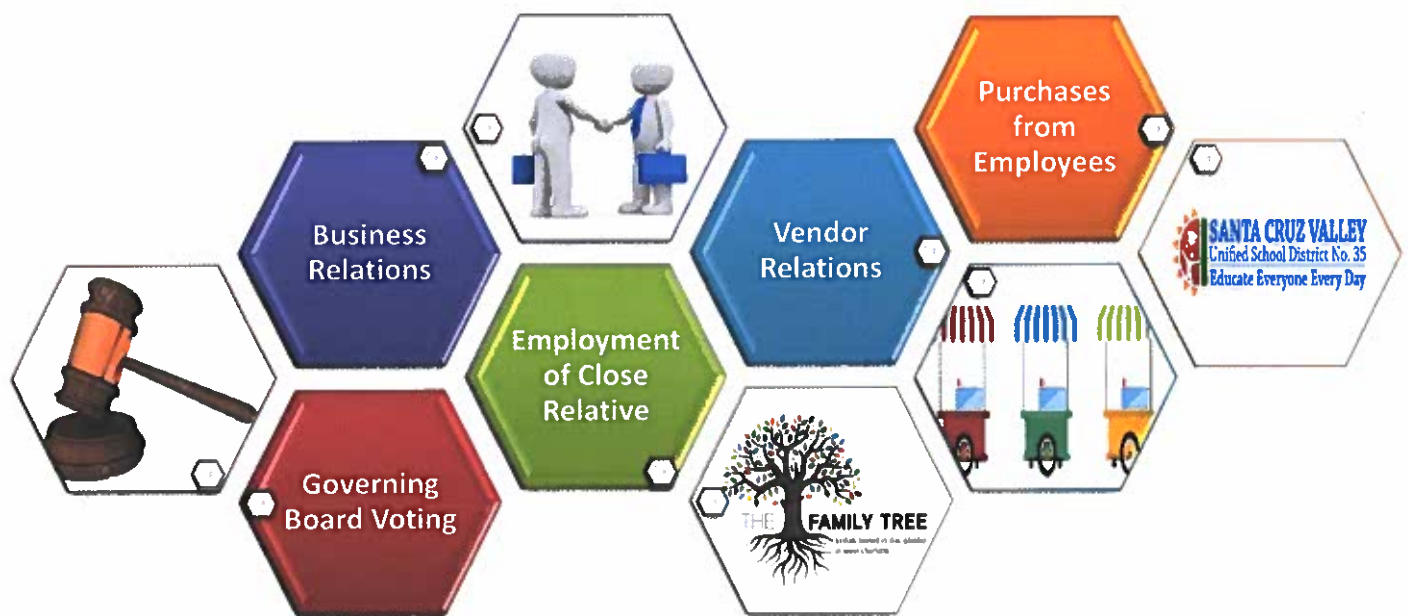 Business
Relations
Governing
Board Voting
Employment
of Close
Relative
Vendor
Relations
THE FAMILY TREE
Purchases
from
Employees
SANTA CRUZ VALLEY
Unified School District No. 35
Educate Everyone Every Day